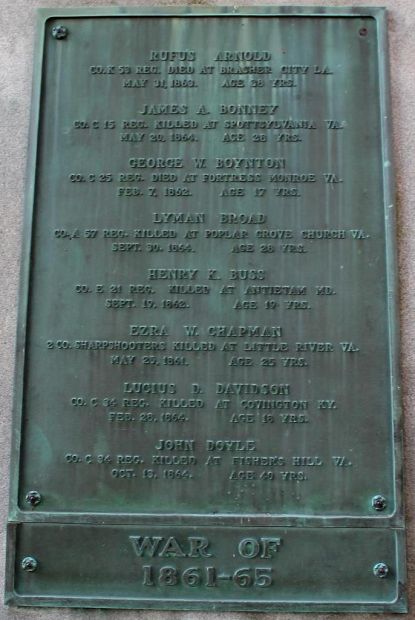 RUFUS ARNOLD
CO. K 53 REG. DIED AT BRASHER CITY LA.
MAY 31, 1863. AGE 38 YRS.
JAMES A. BONNEY
CO. C 15 REG. KILLED AT SPOTTSYLVANIA VA.
MAY 20, 1864. AGE 28 YRS.
GEORGE W. BOYNTON
CO. C 25 REG. DIED AT FORTRESS MONROE VA.
FEB. 7, 1862. AGE 17 YRS.
LYMAN BROAD
CO. A 57 REG. KILLED AT POPLAR GROVE CHURCH VA.
SEPT. 30, 1864. AGE 28 YRS.
HENRY K. BUSS
CO. E 21 REG. KILLED AT ANTIETAM MD.
SEPT. 17, 1862. AGE 19 YRS.
EZRA W. CHAPMAN
2 CO. SHARPSHOOTERS KILLED AT LITTLE RIVER VA.
MAY 25, 1861. AGE 25 YRS.
LUCIUS D. DAVIDSON
CO. C 34 REG. KILLED AT COVINGTON KY.
FEB. 28, 1864. AGE 18 YRS.
JOHN DOYLE
CO. C 34 REG. KILLED AT FISHER'S HILL VA.
OCT. 13, 1864. AGE 40 YRS.
WAR OF
1861-65